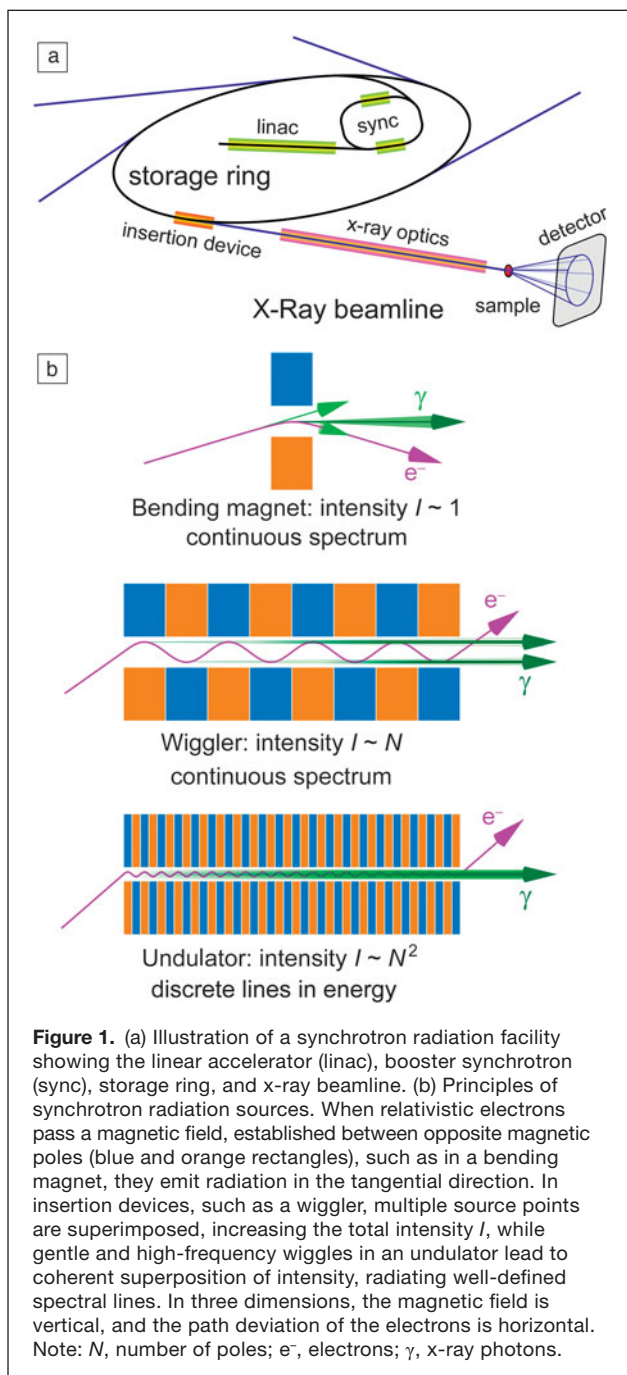 a
linac
sync
storage ring
insertion device
x-ray optics
detector
sample
X-Ray beamline
b
γ
e⁻
Bending magnet: intensity I ~ 1
continuous spectrum
e⁻
γ
Wiggler: intensity I ~ N
continuous spectrum
e⁻
γ
Undulator: intensity I ~ N²
discrete lines in energy
Figure 1. (a) Illustration of a synchrotron radiation facility
showing the linear accelerator (linac), booster synchrotron
(sync), storage ring, and x-ray beamline. (b) Principles of
synchrotron radiation sources. When relativistic electrons
pass a magnetic field, established between opposite magnetic
poles (blue and orange rectangles), such as in a bending
magnet, they emit radiation in the tangential direction. In
insertion devices, such as a wiggler, multiple source points
are superimposed, increasing the total intensity I, while
gentle and high-frequency wiggles in an undulator lead to
coherent superposition of intensity, radiating well-defined
spectral lines. In three dimensions, the magnetic field is
vertical, and the path deviation of the electrons is horizontal.
Note: N, number of poles; e⁻, electrons; γ, x-ray photons.